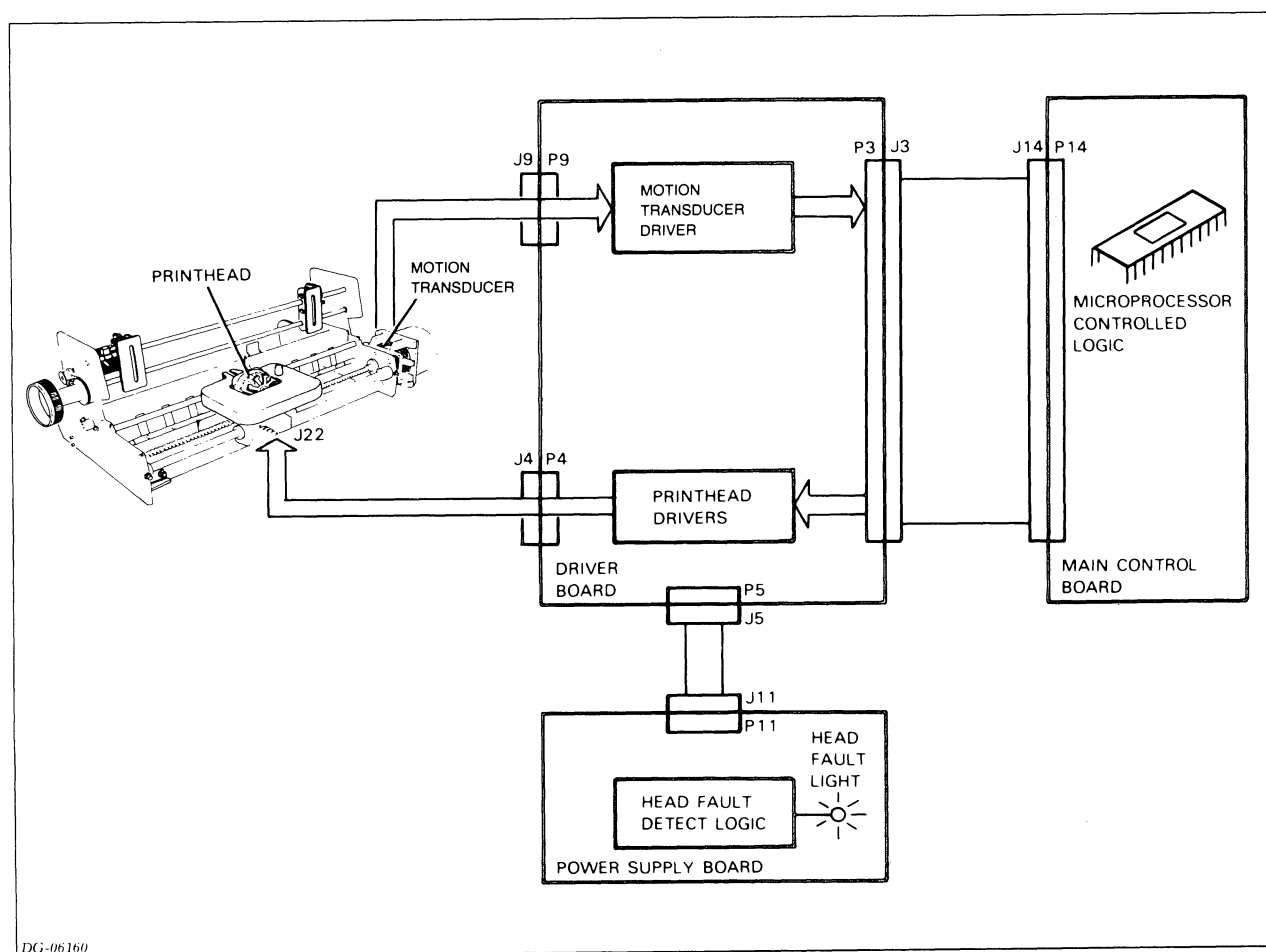 J9 P9
P3 J3
J14 P14
MOTION
TRANSDUCER
DRIVER
PRINTHEAD
MOTION
TRANSDUCER
MICROPROCESSOR
CONTROLLED
LOGIC
J22
J4 P4
PRINTHEAD
DRIVERS
DRIVER
BOARD
MAIN CONTROL
BOARD
P5
J5
J11
P11
HEAD
FAULT
LIGHT
HEAD FAULT
DETECT LOGIC
POWER SUPPLY BOARD
DG-06160